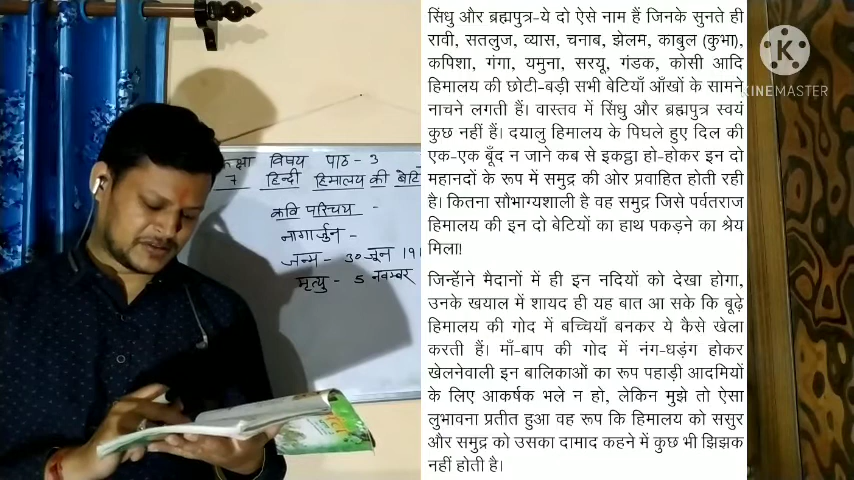 कक्षा विषय पाठ - 3
7 हिन्दी हिमालय की बेटि
कवि परिचय -
नागार्जुन -
जन्म - 30 जून 191
मृत्यु - 5 नवम्बर
सिंधु और ब्रह्मपुत्र-ये दो ऐसे नाम हैं जिनके सुनते ही
रावी, सतलुज, व्यास, चनाब, झेलम, काबुल (कुभा),
कपिशा, गंगा, यमुना, सरयू, गंडक, कोसी आदि
हिमालय की छोटी-बड़ी सभी बेटियाँ आँखों के सामने
नाचने लगती हैं। वास्तव में सिंधु और ब्रह्मपुत्र स्वयं
कुछ नहीं हैं। दयालु हिमालय के पिघले हुए दिल की
एक-एक बूँद न जाने कब से इकट्ठा हो-होकर इन दो
महानदों के रूप में समुद्र की ओर प्रवाहित होती रही
है। कितना सौभाग्यशाली है वह समुद्र जिसे पर्वतराज
हिमालय की इन दो बेटियों का हाथ पकड़ने का श्रेय
मिला!
जिन्होंने मैदानों में ही इन नदियों को देखा होगा,
उनके खयाल में शायद ही यह बात आ सके कि बूढ़े
हिमालय की गोद में बच्चियाँ बनकर ये कैसे खेला
करती हैं। माँ-बाप की गोद में नंग-धड़ंग होकर
खेलनेवाली इन बालिकाओं का रूप पहाड़ी आदमियों
के लिए आकर्षक भले न हो, लेकिन मुझे तो ऐसा
लुभावना प्रतीत हुआ वह रूप कि हिमालय को ससुर
और समुद्र को उसका दामाद कहने में कुछ भी झिझक
नहीं होती है।
K
KINEMASTER